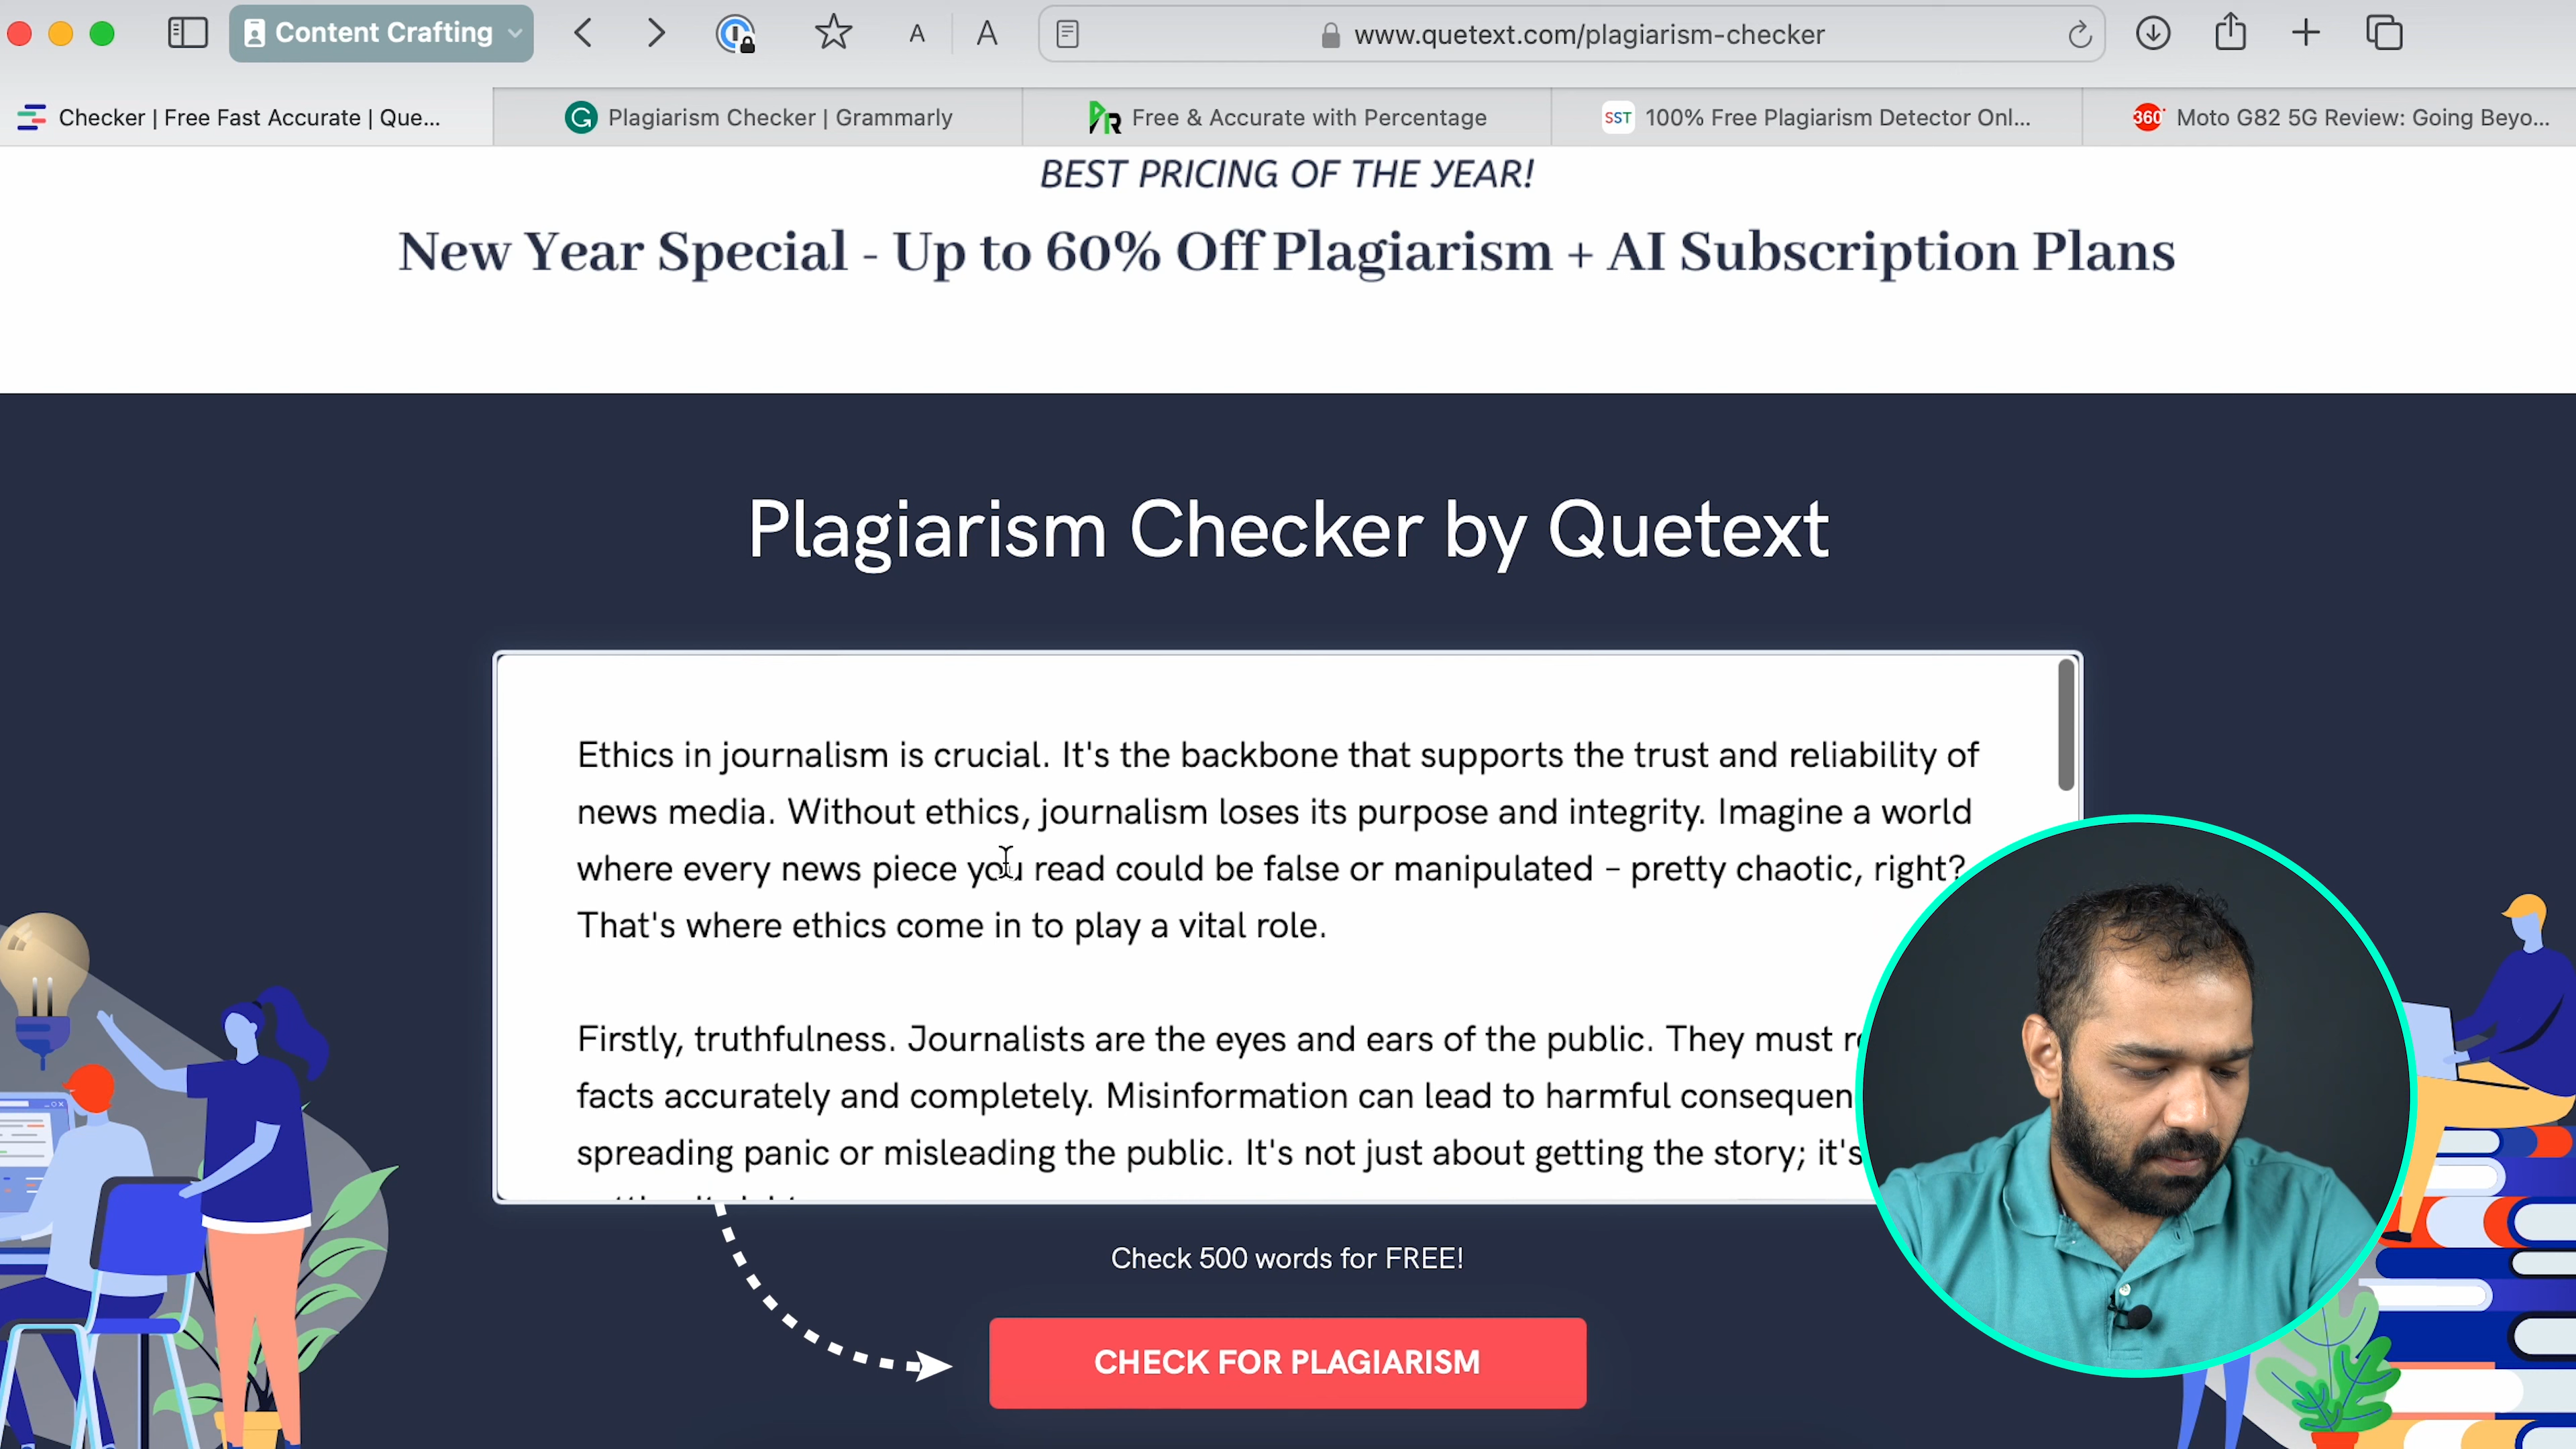 Content Crafting
A A
www.quetext.com/plagiarism-checker
Checker | Free Fast Accurate | Que...
Plagiarism Checker | Grammarly
Free & Accurate with Percentage
SST 100% Free Plagiarism Detector Onl...
360 Moto G82 5G Review: Going Beyo...
BEST PRICING OF THE YEAR!
New Year Special - Up to 60% Off Plagiarism + AI Subscription Plans
Plagiarism Checker by Quetext
Ethics in journalism is crucial. It's the backbone that supports the trust and reliability of
news media. Without ethics, journalism loses its purpose and integrity. Imagine a world
where every news piece you read could be false or manipulated – pretty chaotic, right?
That's where ethics come in to play a vital role.
Firstly, truthfulness. Journalists are the eyes and ears of the public. They must
facts accurately and completely. Misinformation can lead to harmful
spreading panic or misleading the public. It's not just about getting the story; it's
Check 500 words for FREE!
CHECK FOR PLAGIARISM